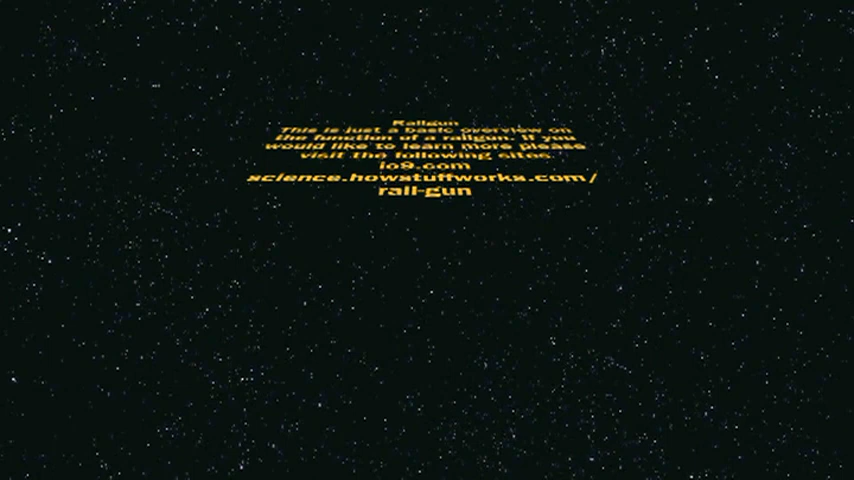 Railgun
This is just a basic overview on
the function of a railgun. If you
would like to learn more please
visit the following sites
io9.com
science.howstuffworks.com/
rail-gun